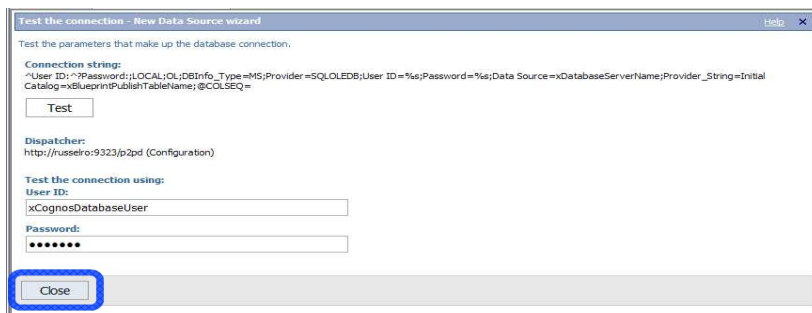 Test the connection - New Data Source wizard
Help
Test the parameters that make up the database connection.
Connection string:
^User ID:^?Password:;LOCAL;OL;DBInfo_Type=MS;Provider=SQLOLEDB;User ID=%s;Password=%s;Data Source=xDatabaseServerName;Provider_String=Initial
Catalog=xBlueprintPublishTableName;@COLSEQ=
Test
Dispatcher:
http://russelro:9323/p2pd (Configuration)
Test the connection using:
User ID:
xCognosDatabaseUser
Password:
•••••••
Close